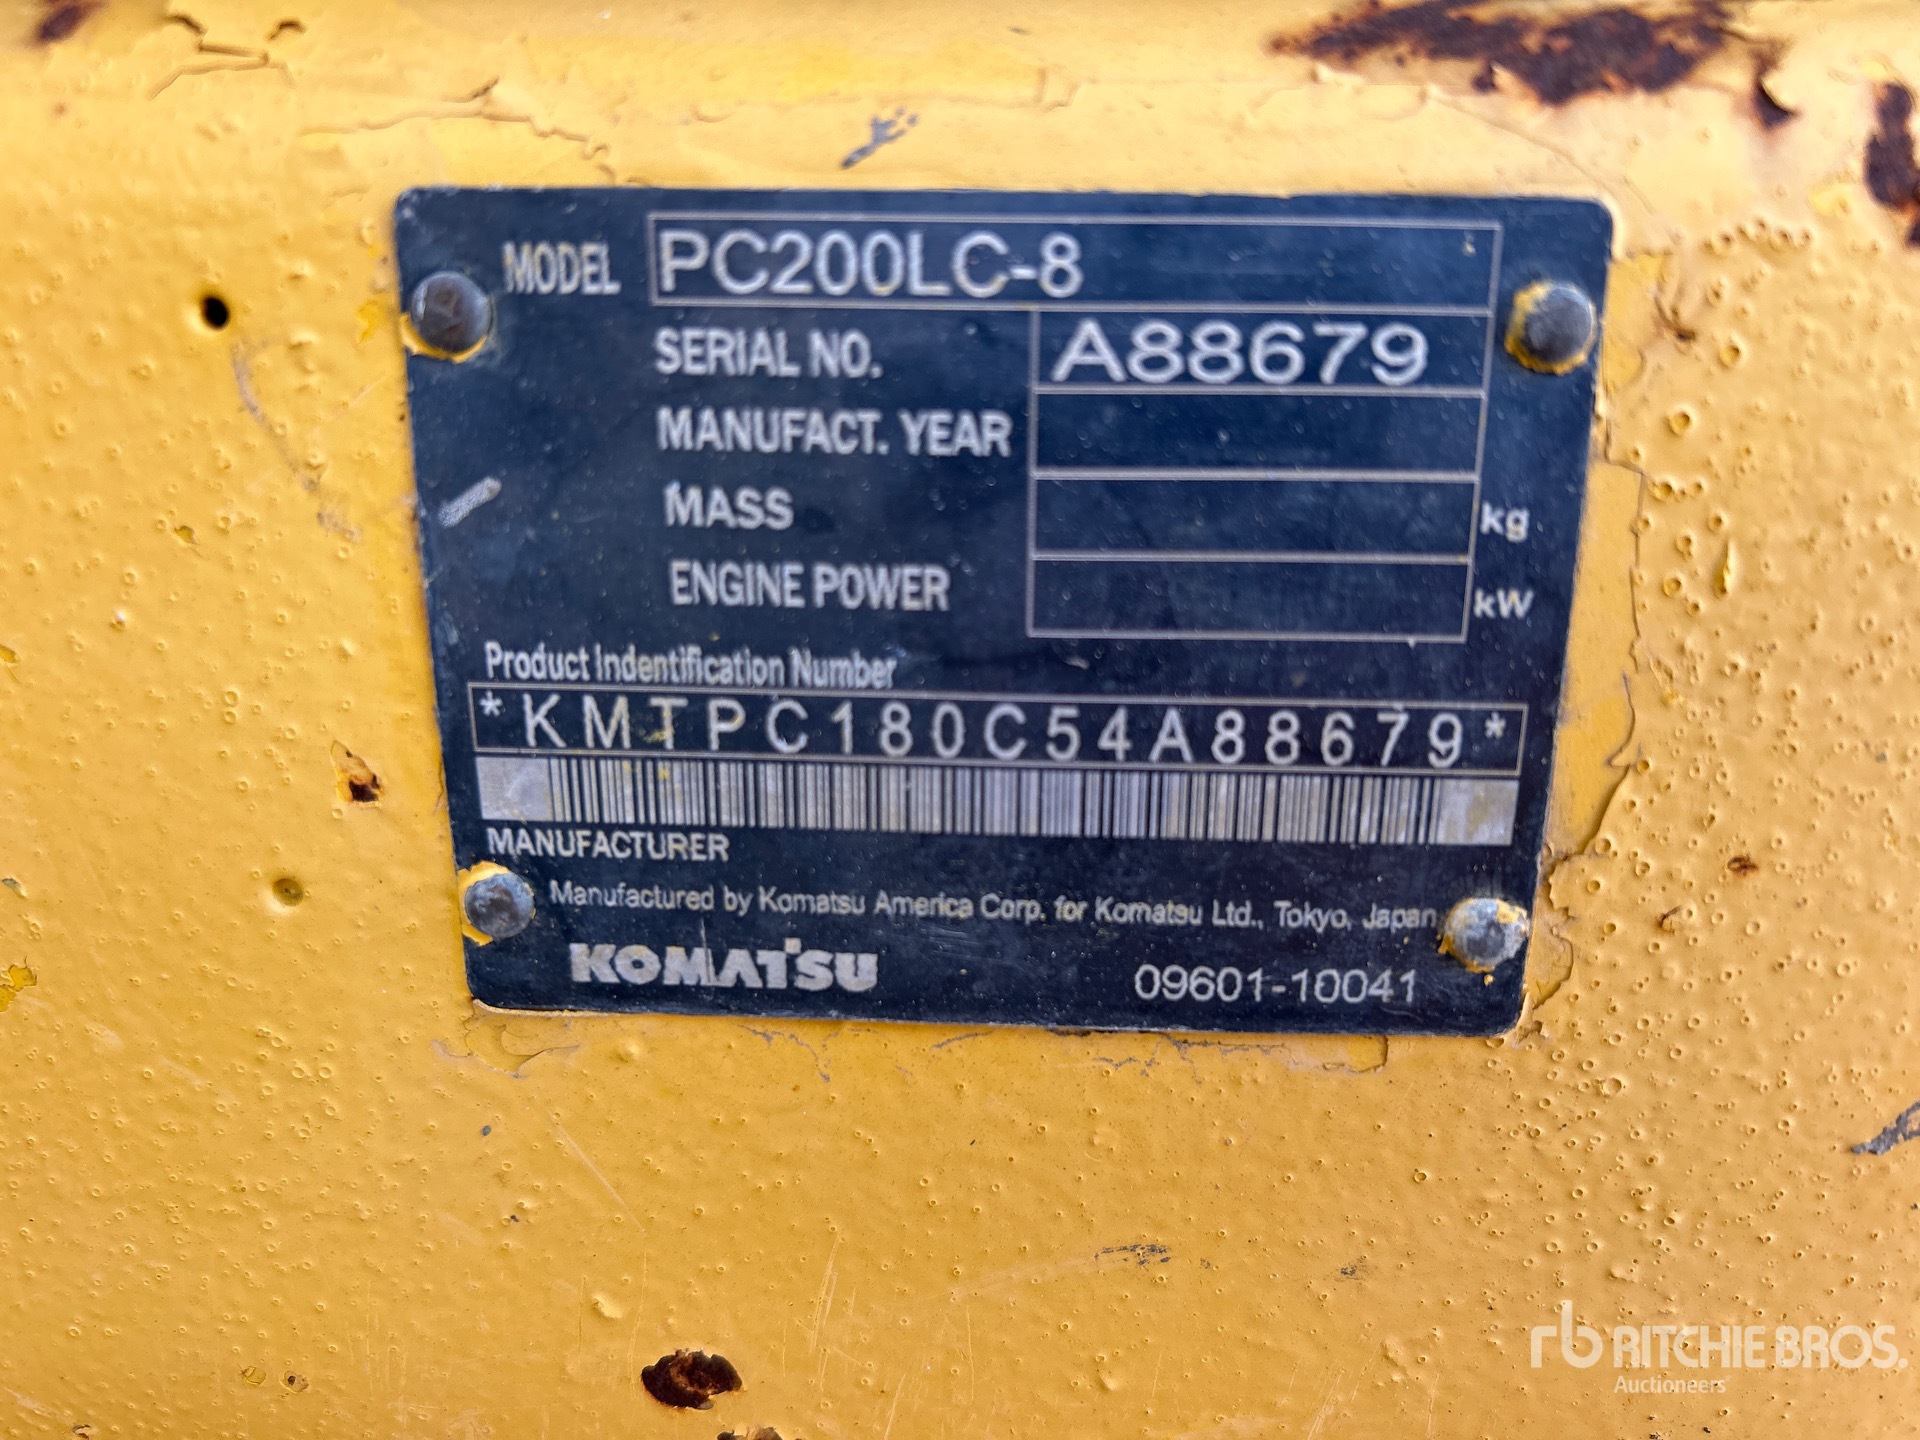 MODEL PC200LC-8
SERIAL NO. A88679
MANUFACT. YEAR
MASS kg
ENGINE POWER kW
Product Indentification Number
*KMTPC180C54A88679*
MANUFACTURER
Manufactured by Komatsu America Corp. for Komatsu Ltd., Tokyo, Japan
KOMATSU 09601-10041
rb RITCHIE BROS.
Auctioneers